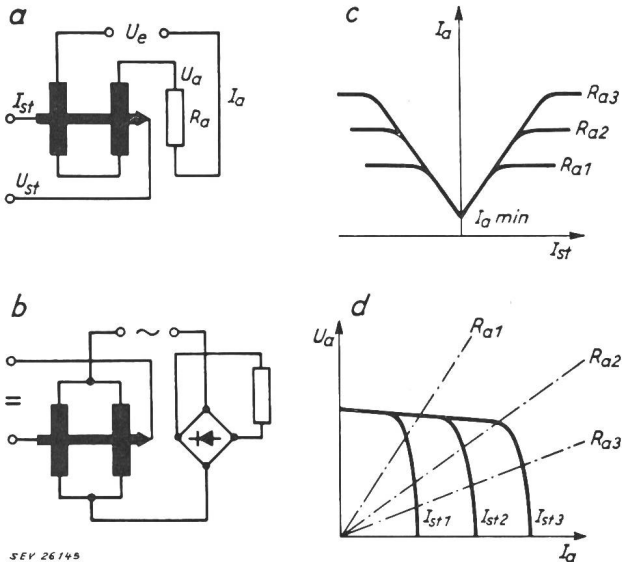 a
U_e
I_st
U_a
R_a
I_a
U_st
b
~
=
SEV 26145
c
I_a
R_a3
R_a2
R_a1
I_a min
I_st
d
U_a
R_a1
R_a2
R_a3
I_st1
I_st2
I_st3
I_a